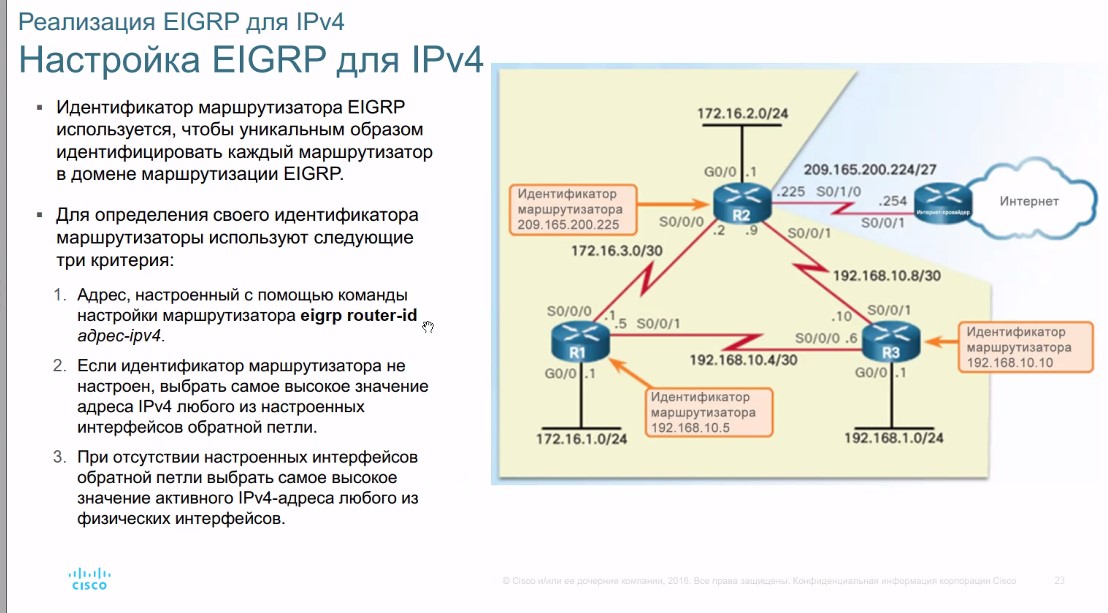 Реализация EIGRP для IPv4
Настройка EIGRP для IPv4
▪ Идентификатор маршрутизатора EIGRP
используется, чтобы уникальным образом
идентифицировать каждый маршрутизатор
в домене маршрутизации EIGRP.
▪ Для определения своего идентификатора
маршрутизаторы используют следующие
три критерия:
1. Адрес, настроенный с помощью команды
настройки маршрутизатора eigrp router-id
адрес-ipv4.
2. Если идентификатор маршрутизатора не
настроен, выбрать самое высокое значение
адреса IPv4 любого из настроенных
интерфейсов обратной петли.
3. При отсутствии настроенных интерфейсов
обратной петли выбрать самое высокое
значение активного IPv4-адреса любого из
физических интерфейсов.
172.16.2.0/24
G0/0 .1
209.165.200.224/27
Идентификатор
маршрутизатора
209.165.200.225
R2
.225 S0/1/0
.254
S0/0/1
Интернет-провайдер
Интернет
S0/0/0
.2
.9
S0/0/1
172.16.3.0/30
192.168.10.8/30
S0/0/0
.1
.5 S0/0/1
.10
S0/0/1
S0/0/0 .6
R1
R3
192.168.10.4/30
Идентификатор
маршрутизатора
192.168.10.10
G0/0 .1
G0/0 .1
Идентификатор
маршрутизатора
192.168.10.5
172.16.1.0/24
192.168.1.0/24
CISCO
© Cisco и/или ее дочерние компании, 2016. Все права защищены. Конфиденциальная информация корпорации Cisco
23